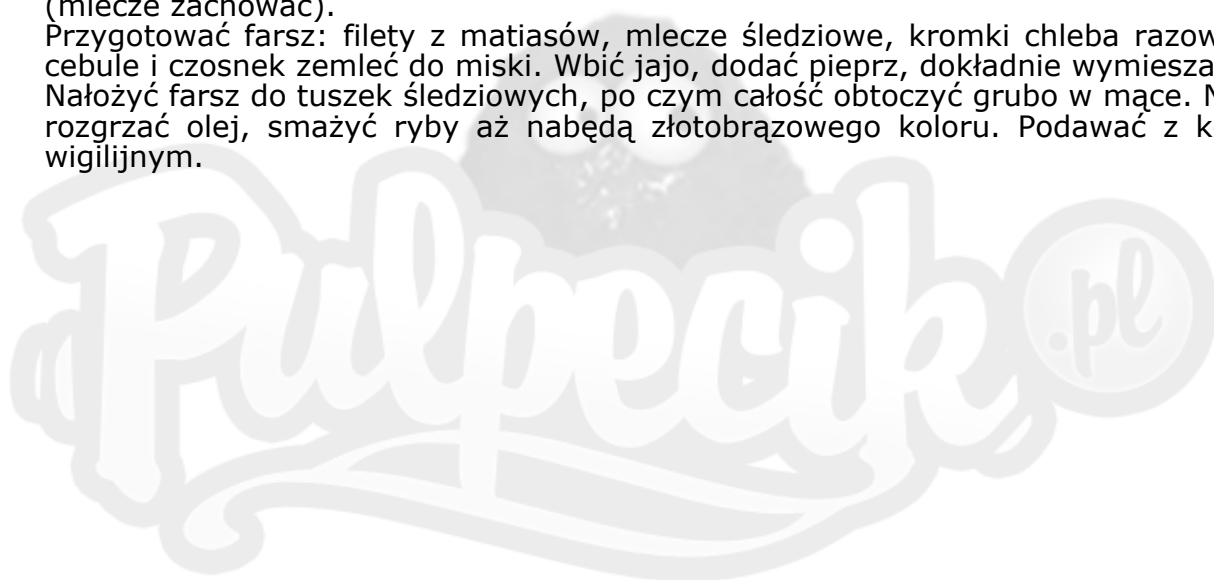 (mlecze zachować).
Przygotować farsz: filety z matiasów, mlecze śledziowe, kromki chleba
cebule i czosnek zemleć do miski. Wbić jajo, dodać pieprz, dokładnie
Nałożyć farsz do tuszek śledziowych, po czym całość obtoczyć grubo w mące.
rozgrzać olej, smażyć ryby aż nabędą złotobrązowego koloru. Podawać z
wigilijnym.
Pulpecik.pl